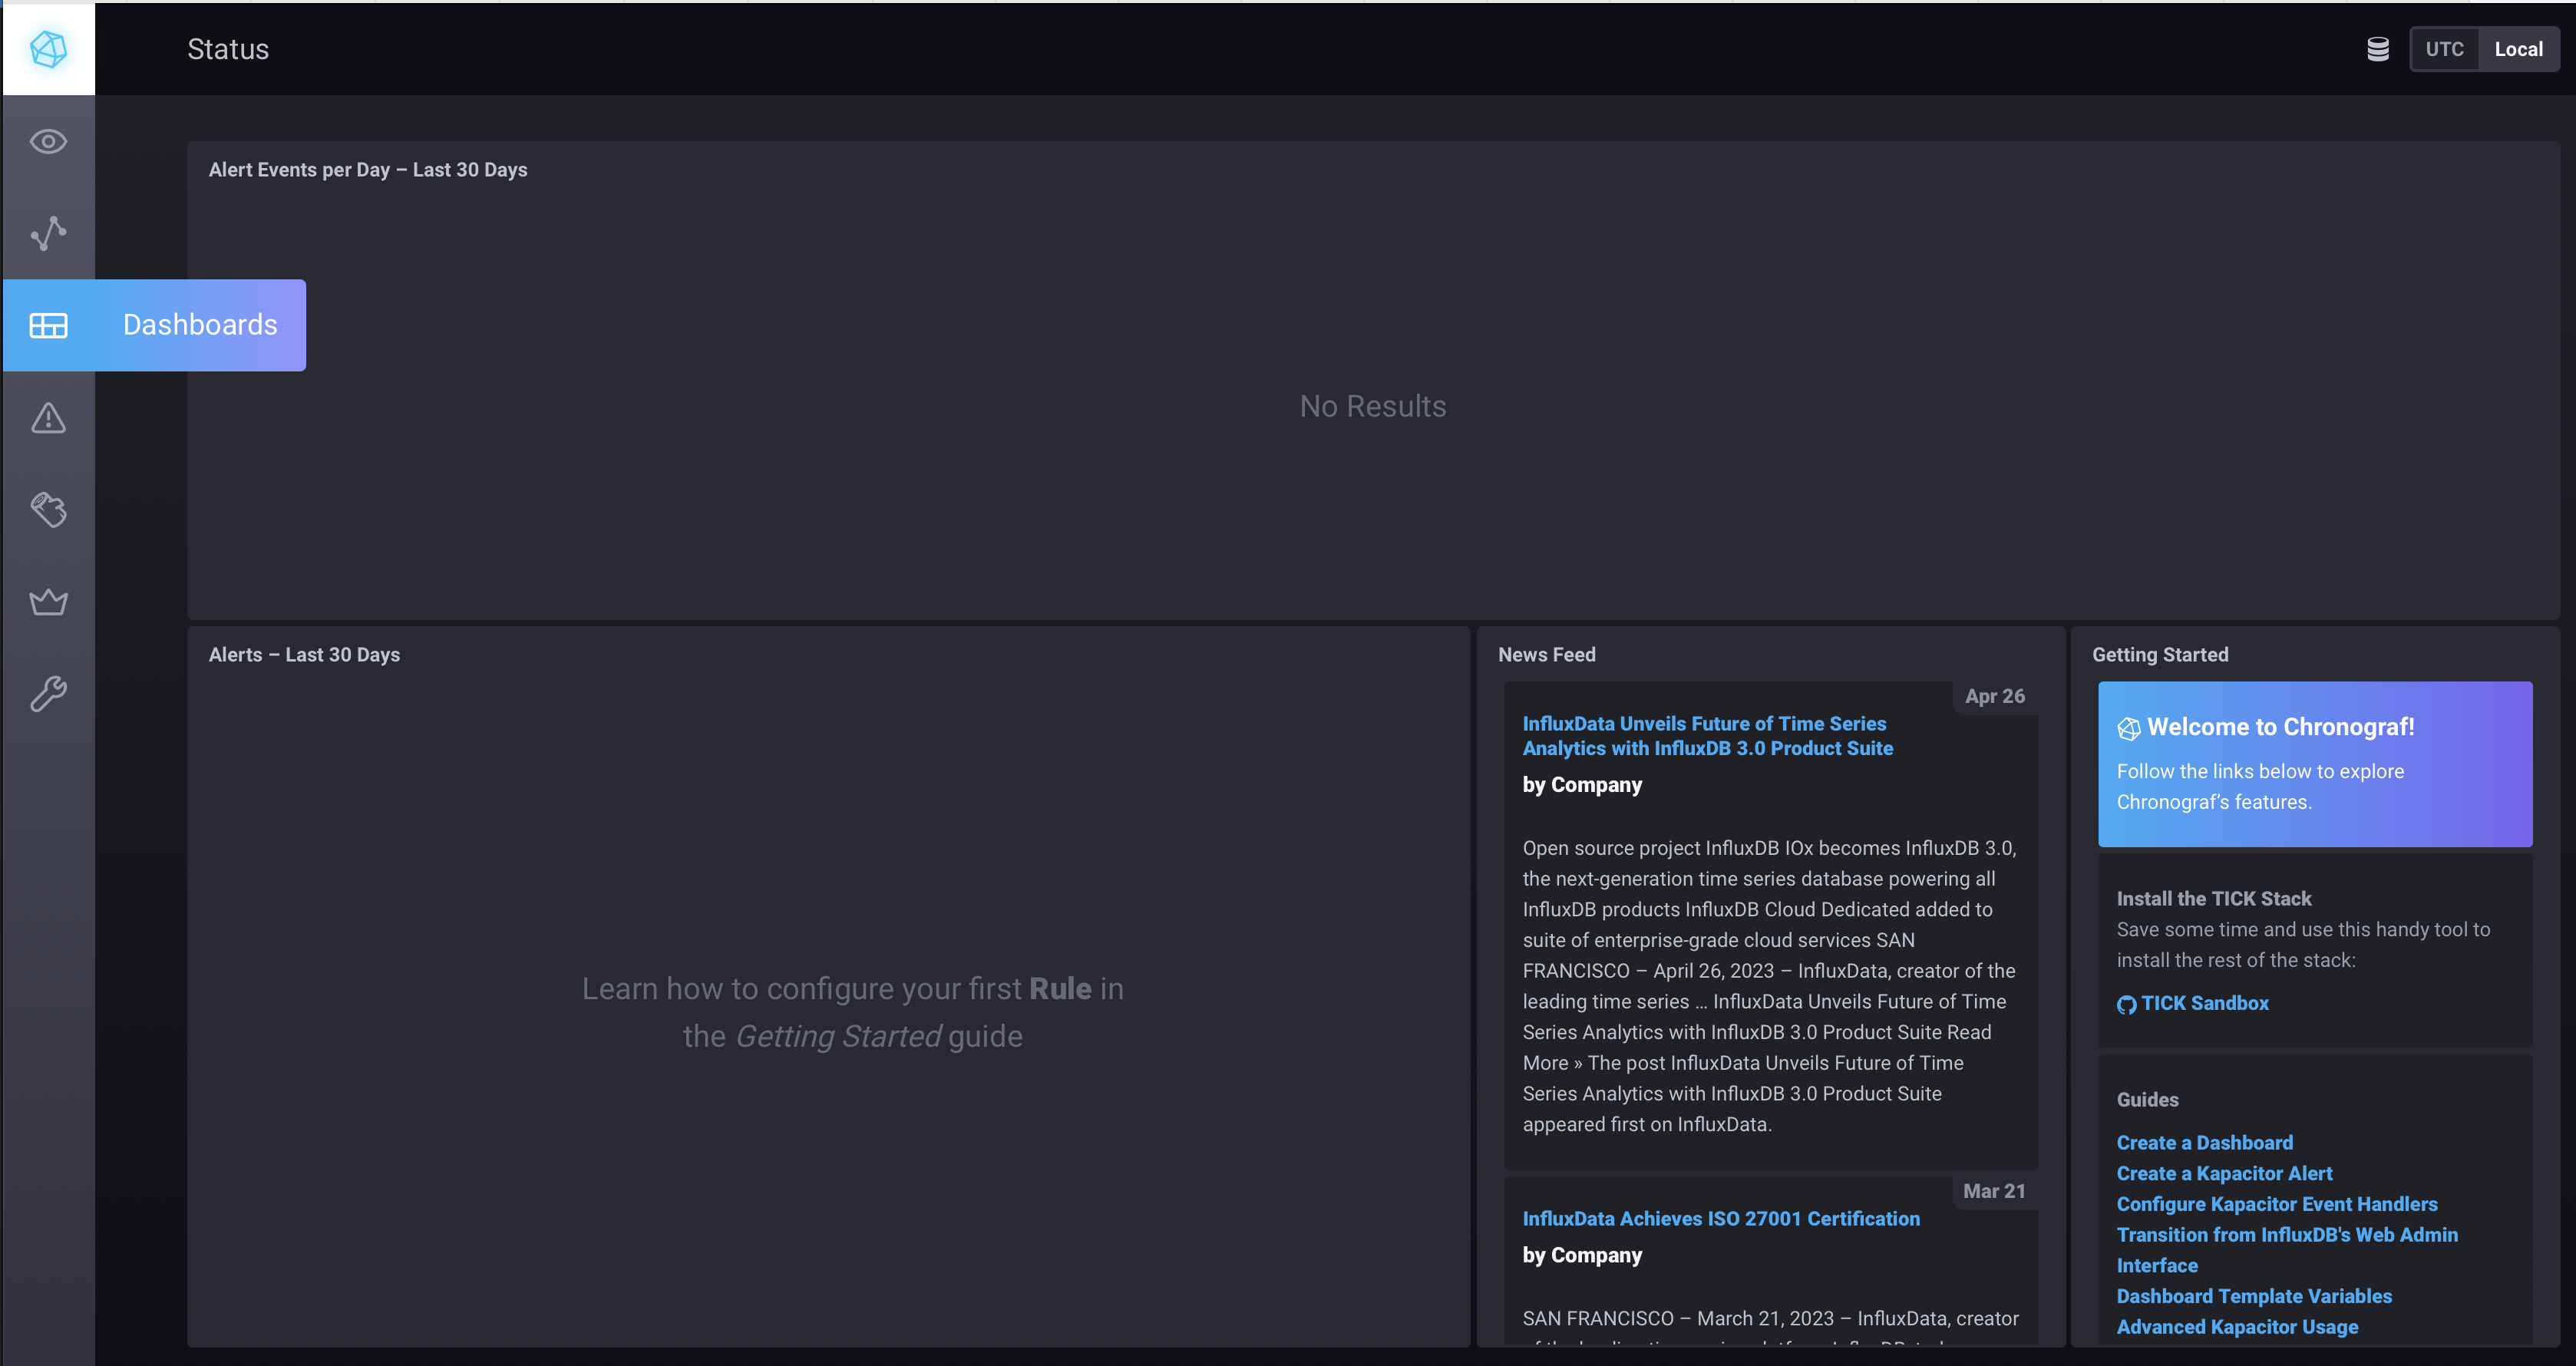 Status
UTC
Local
Alert Events per Day – Last 30 Days
Dashboards
No Results
Alerts – Last 30 Days
Learn how to configure your first Rule in
the Getting Started guide
News Feed
Apr 26
InfluxData Unveils Future of Time Series
Analytics with InfluxDB 3.0 Product Suite
by Company
Open source project InfluxDB IOx becomes InfluxDB 3.0,
the next-generation time series database powering all
InfluxDB products InfluxDB Cloud Dedicated added to
suite of enterprise-grade cloud services SAN
FRANCISCO – April 26, 2023 – InfluxData, creator of the
leading time series ... InfluxData Unveils Future of Time
Series Analytics with InfluxDB 3.0 Product Suite Read
More » The post InfluxData Unveils Future of Time
Series Analytics with InfluxDB 3.0 Product Suite
appeared first on InfluxData.
Mar 21
InfluxData Achieves ISO 27001 Certification
by Company
SAN FRANCISCO – March 21, 2023 – InfluxData, creator
Getting Started
Welcome to Chronograf!
Follow the links below to explore
Chronograf’s features.
Install the TICK Stack
Save some time and use this handy tool to
install the rest of the stack:
TICK Sandbox
Guides
Create a Dashboard
Create a Kapacitor Alert
Configure Kapacitor Event Handlers
Transition from InfluxDB's Web Admin
Interface
Dashboard Template Variables
Advanced Kapacitor Usage